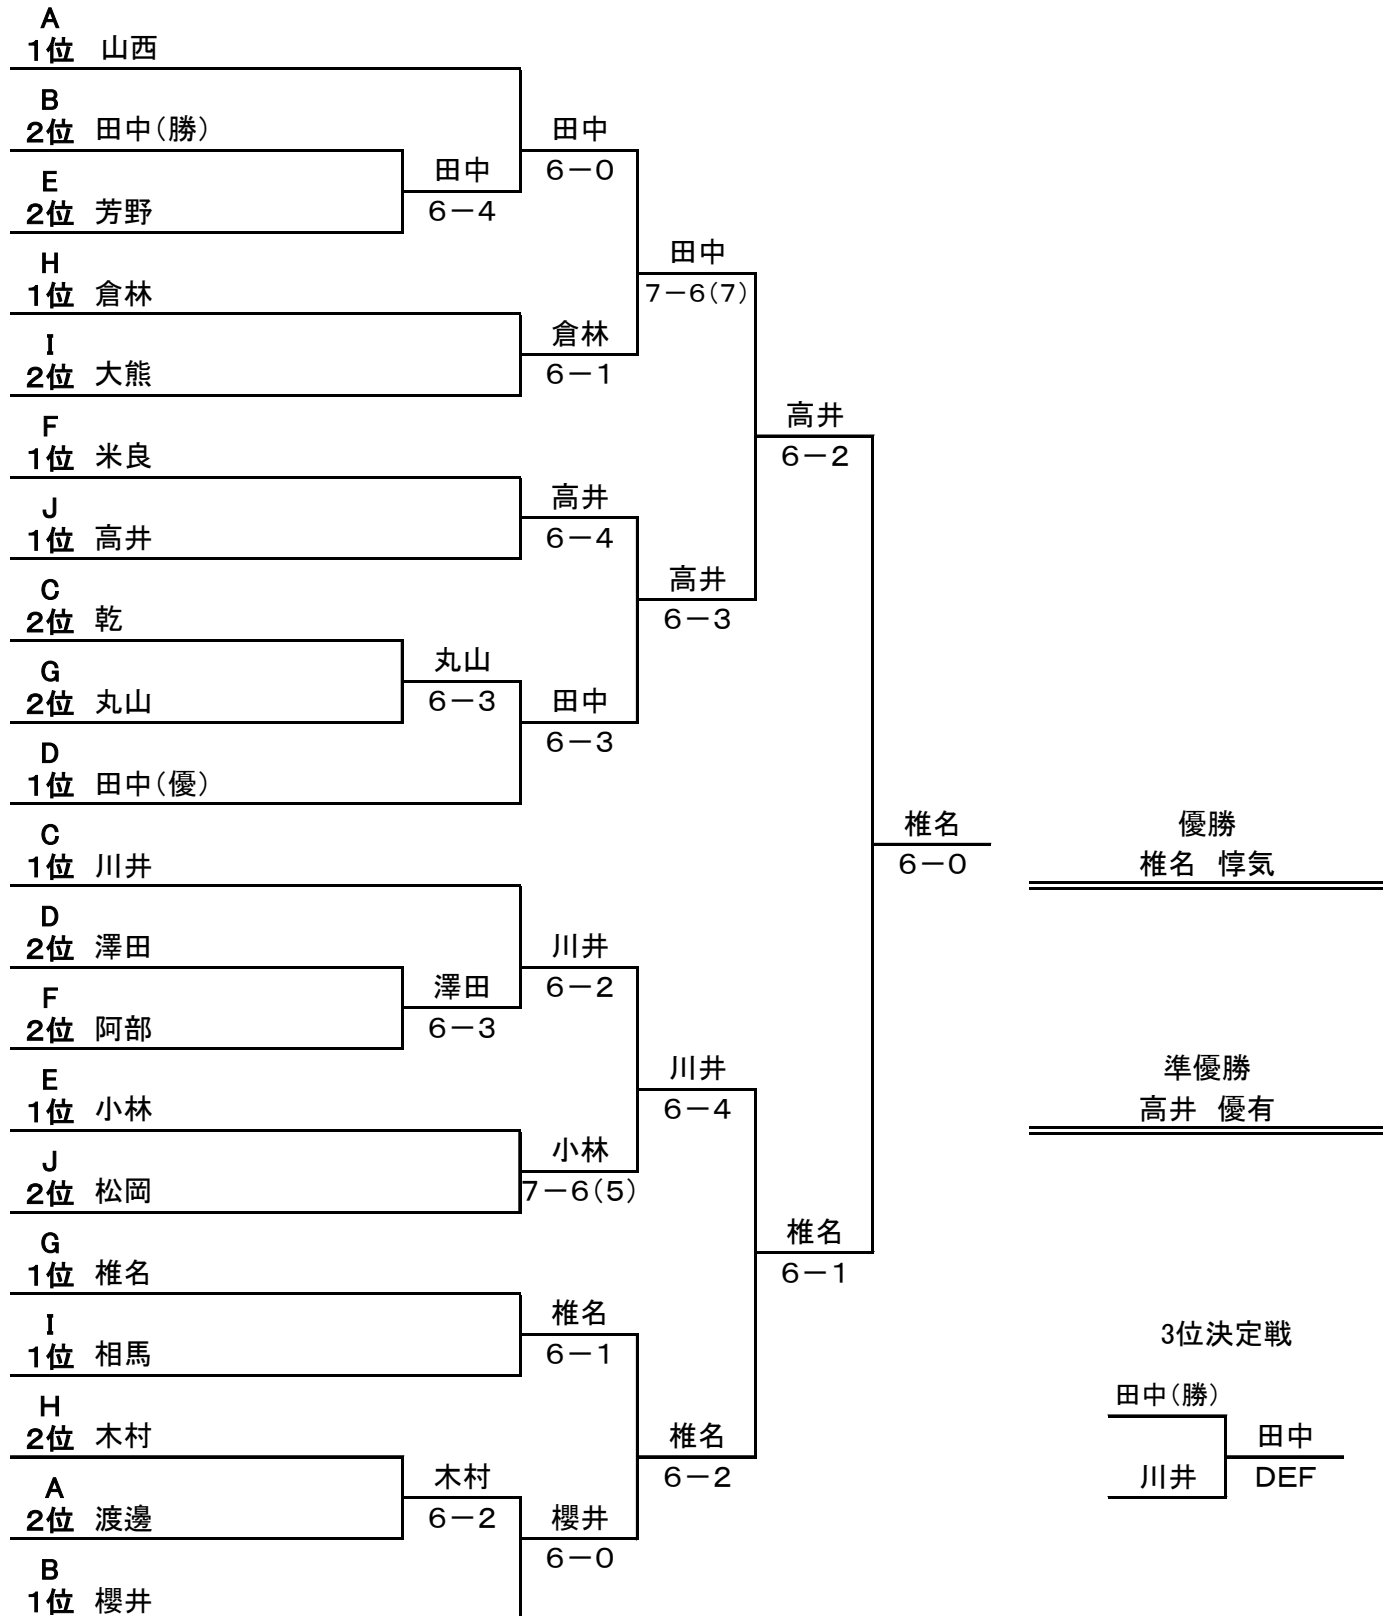 A
1位 山西
B
2位 田中(勝)
田中
田中
6-0
E
2位 芳野
6-4
H
1位 倉林
田中
7-6(7)
I
2位 大熊
倉林
6-1
F
1位 米良
高井
6-2
J
1位 高井
高井
6-4
C
2位 乾
高井
6-3
G
2位 丸山
丸山
6-3
田中
6-3
D
1位 田中(優)
C
1位 川井
椎名
6-0
優勝
椎名 惇気
D
2位 澤田
川井
6-2
F
2位 阿部
澤田
6-3
E
1位 小林
川井
6-4
準優勝
高井 優有
J
2位 松岡
小林
7-6(5)
G
1位 椎名
椎名
6-1
I
1位 相馬
椎名
6-1
3位決定戦
H
2位 木村
椎名
6-2
田中(勝)
田中
川井
DEF
A
2位 渡邊
木村
6-2
櫻井
6-0
B
1位 櫻井